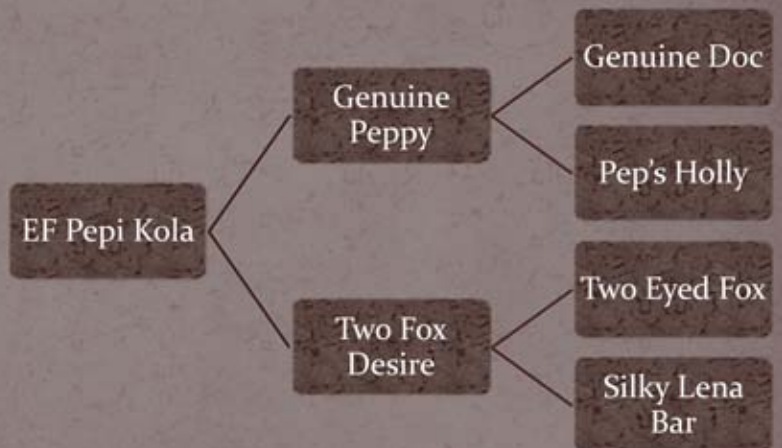 EF Pepi Kola
Genuine
Peppy
Two Fox
Desire
Genuine Doc
Pep's Holly
Two Eyed Fox
Silky Lena
Bar